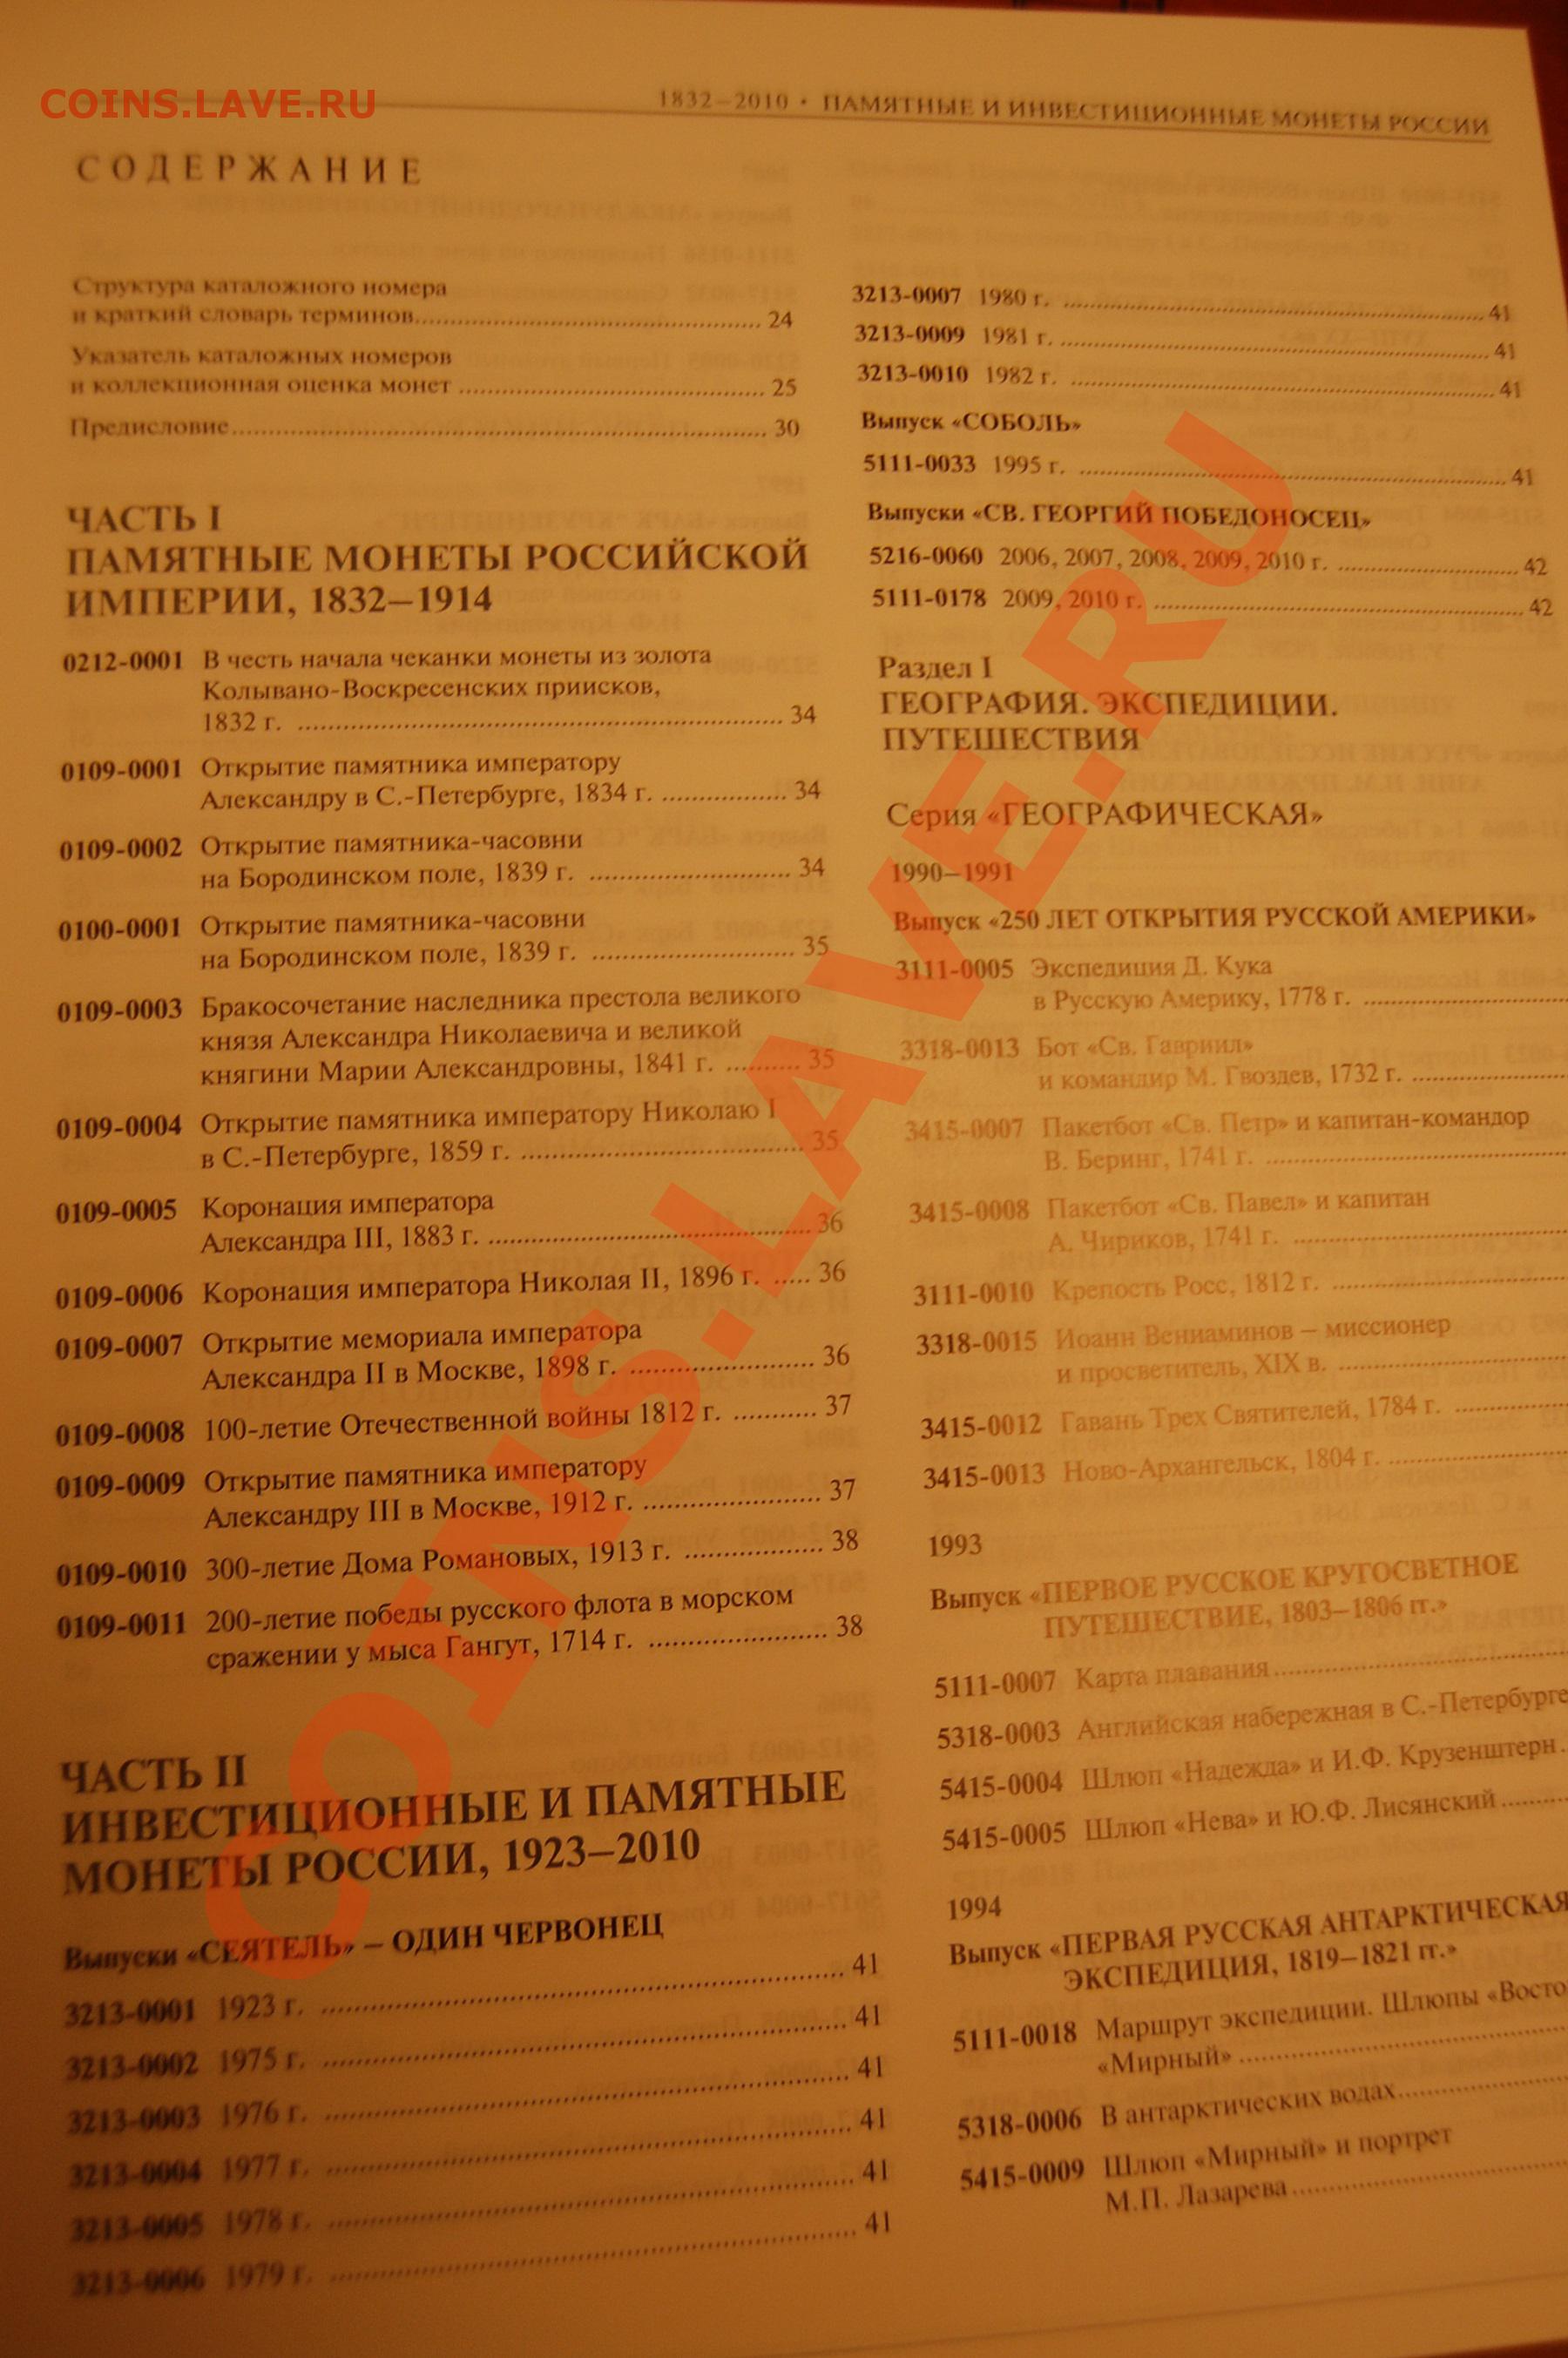 COINS.LAVE.RU
1832–2010 • ПАМЯТНЫЕ И ИНВЕСТИЦИОННЫЕ МОНЕТЫ РОССИИ
СОДЕРЖАНИЕ
Структура каталожного номера
и краткий словарь терминов........ 24
Указатель каталожных номеров
и коллекционная оценка монет ........ 25
Предисловие........ 30
ЧАСТЬ I
ПАМЯТНЫЕ МОНЕТЫ РОССИЙСКОЙ
ИМПЕРИИ, 1832–1914
0212-0001 В честь начала чеканки монеты из золота
Колывано-Воскресенских приисков,
1832 г. ........ 34
0109-0001 Открытие памятника императору
Александру в С.-Петербурге, 1834 г. ........ 34
0109-0002 Открытие памятника-часовни
на Бородинском поле, 1839 г. ........ 34
0100-0001 Открытие памятника-часовни
на Бородинском поле, 1839 г. ........ 35
0109-0003 Бракосочетание наследника престола великого
князя Александра Николаевича и великой
княгини Марии Александровны, 1841 г. ........ 35
0109-0004 Открытие памятника императору Николаю I
в С.-Петербурге, 1859 г. ........ 35
0109-0005 Коронация императора
Александра III, 1883 г. ........ 36
0109-0006 Коронация императора Николая II, 1896 г. ..... 36
0109-0007 Открытие мемориала императора
Александра II в Москве, 1898 г. ........ 36
0109-0008 100-летие Отечественной войны 1812 г. ........ 37
0109-0009 Открытие памятника императору
Александру III в Москве, 1912 г. ........ 37
0109-0010 300-летие Дома Романовых, 1913 г. ........ 38
0109-0011 200-летие победы русского флота в морском
сражении у мыса Гангут, 1714 г. ........ 38
ЧАСТЬ II
ИНВЕСТИЦИОННЫЕ И ПАМЯТНЫЕ
МОНЕТЫ РОССИИ, 1923–2010
Выпуски «СЕЯТЕЛЬ» – ОДИН ЧЕРВОНЕЦ
3213-0001 1923 г. ........ 41
3213-0002 1975 г. ........ 41
3213-0003 1976 г. ........ 41
3213-0004 1977 г. ........ 41
3213-0005 1978 г. ........ 41
3213-0006 1979 г. ........ 41
3213-0007 1980 г. ........ 41
3213-0009 1981 г. ........ 41
3213-0010 1982 г. ........ 41
Выпуск «СОБОЛЬ»
5111-0033 1995 г. ........ 41
Выпуски «СВ. ГЕОРГИЙ ПОБЕДОНОСЕЦ»
5216-0060 2006, 2007, 2008, 2009, 2010 г. ........ 42
5111-0178 2009, 2010 г. ........ 42
Раздел I
ГЕОГРАФИЯ. ЭКСПЕДИЦИИ.
ПУТЕШЕСТВИЯ
Серия «ГЕОГРАФИЧЕСКАЯ»
1990–1991
Выпуск «250 ЛЕТ ОТКРЫТИЯ РУССКОЙ АМЕРИКИ»
3111-0005 Экспедиция Д. Кука
в Русскую Америку, 1778 г. ........
3318-0013 Бот «Св. Гавриил»
и командир М. Гвоздев, 1732 г. ........
3415-0007 Пакетбот «Св. Петр» и капитан-командор
В. Беринг, 1741 г. ........
3415-0008 Пакетбот «Св. Павел» и капитан
А. Чириков, 1741 г. ........
3111-0010 Крепость Росс, 1812 г. ........
3318-0015 Иоанн Вениаминов – миссионер
и просветитель, XIX в. ........
3415-0012 Гавань Трех Святителей, 1784 г. ........
3415-0013 Ново-Архангельск, 1804 г. ........
1993
Выпуск «ПЕРВОЕ РУССКОЕ КРУГОСВЕТНОЕ
ПУТЕШЕСТВИЕ, 1803–1806 гг.»
5111-0007 Карта плавания........
5318-0003 Английская набережная в С.-Петербурге
5415-0004 Шлюп «Надежда» и И.Ф. Крузенштерн.
5415-0005 Шлюп «Нева» и Ю.Ф. Лисянский........
1994
Выпуск «ПЕРВАЯ РУССКАЯ АНТАРКТИЧЕСКАЯ
ЭКСПЕДИЦИЯ, 1819–1821 гг.»
5111-0018 Маршрут экспедиции. Шлюпы «Восто
«Мирный»........
5318-0006 В антарктических водах........
5415-0009 Шлюп «Мирный» и портрет
М.П. Лазарева........
COINS.LAVE.RU